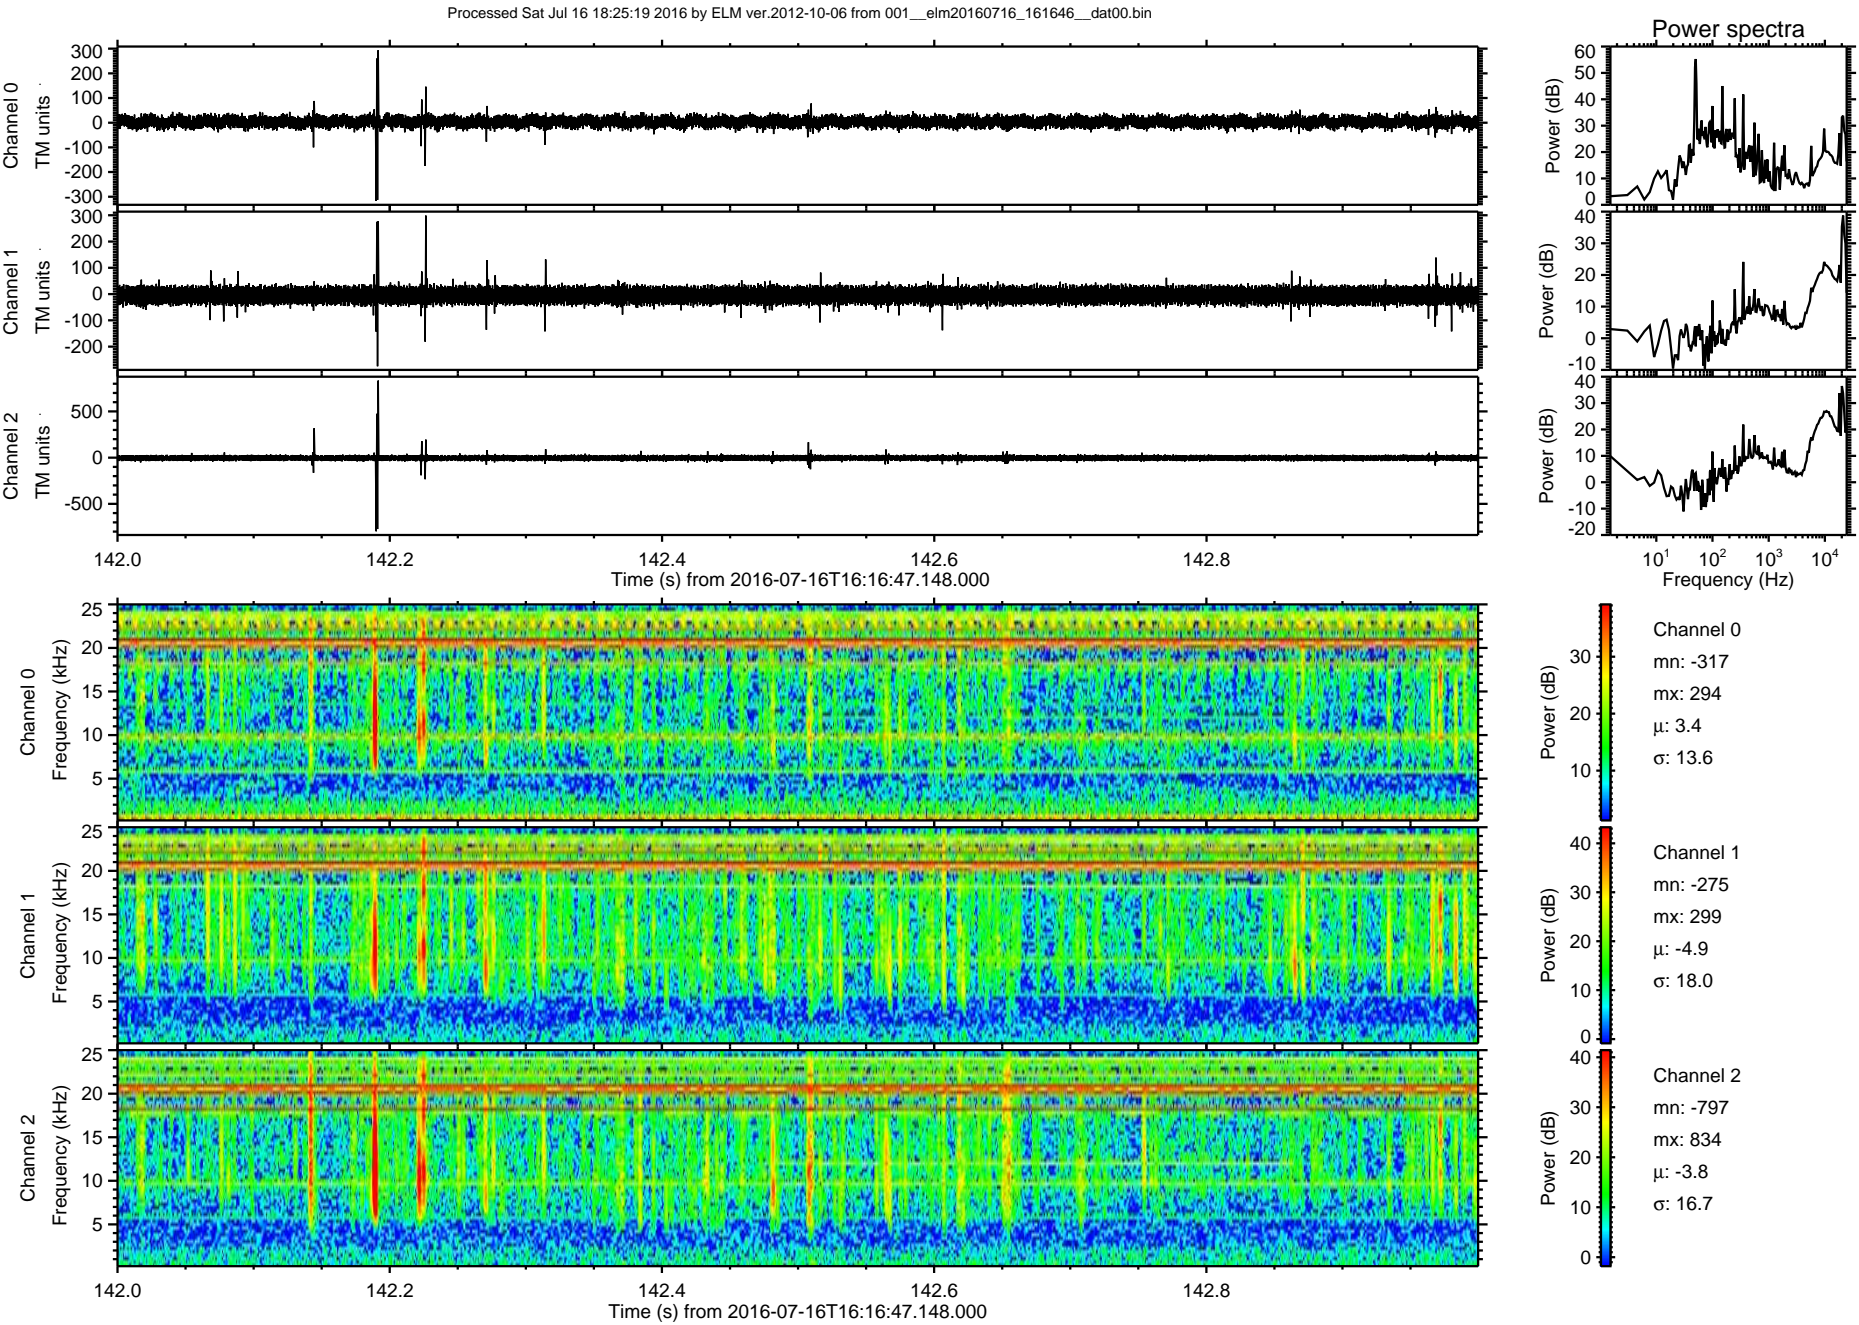 Processed Sat Jul 16 18:25:19 2016 by ELM ver.2012-10-06 from 001__elm20160716_161646__dat00.bin
Power spectra
Channel 0
TM units
300
200
100
0
-100
-200
-300
Power (dB)
60
50
40
30
20
10
0
Channel 1
TM units
300
200
100
0
-100
-200
Power (dB)
40
30
20
10
0
-10
Channel 2
TM units
500
0
-500
Power (dB)
40
30
20
10
0
-10
-20
142.0 142.2 142.4 142.6 142.8
Time (s) from 2016-07-16T16:16:47.148.000
10^1 10^2 10^3 10^4
Frequency (Hz)
Channel 0
Frequency (kHz)
25
20
15
10
5
Power (dB)
30
20
10
Channel 0
mn: -317
mx: 294
μ: 3.4
σ: 13.6
Channel 1
Frequency (kHz)
25
20
15
10
5
Power (dB)
40
30
20
10
0
Channel 1
mn: -275
mx: 299
μ: -4.9
σ: 18.0
Channel 2
Frequency (kHz)
25
20
15
10
5
Power (dB)
40
30
20
10
0
Channel 2
mn: -797
mx: 834
μ: -3.8
σ: 16.7
142.0 142.2 142.4 142.6 142.8
Time (s) from 2016-07-16T16:16:47.148.000